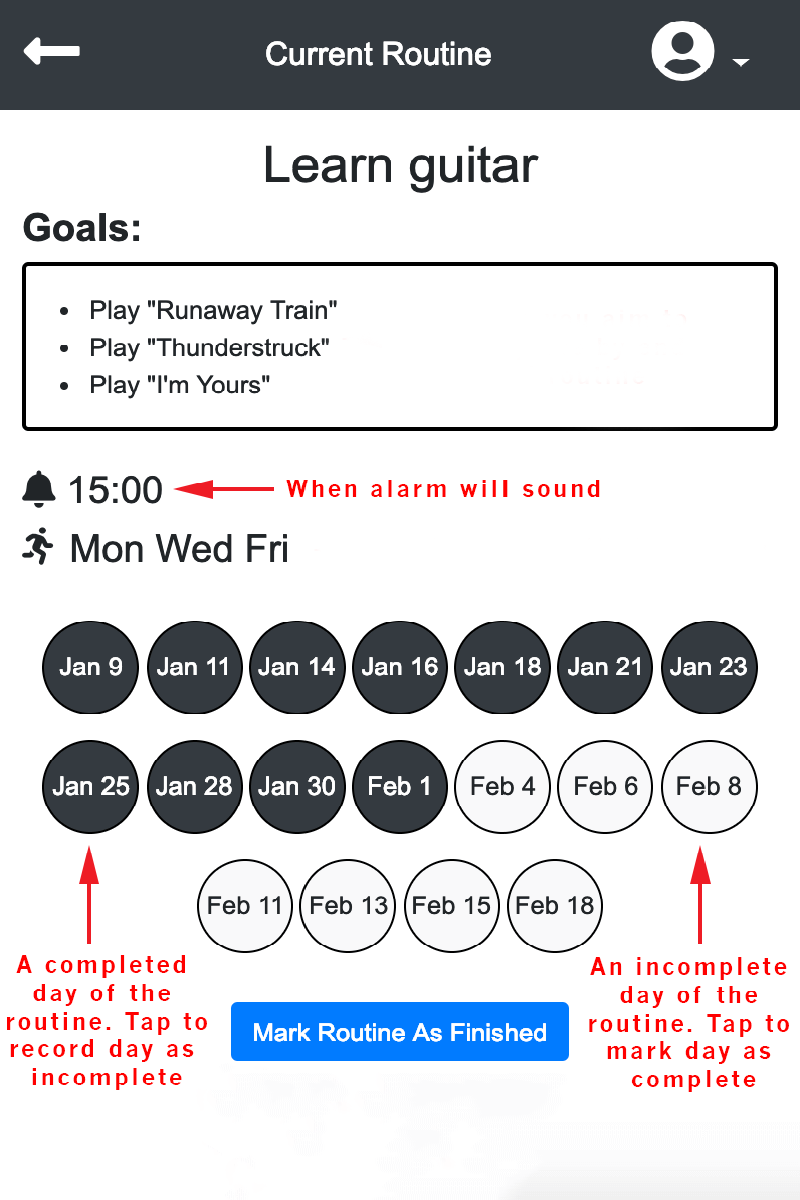 Current Routine
Learn guitar
Goals:
• Play "Runaway Train"
• Play "Thunderstruck"
• Play "I'm Yours"
15:00
When alarm will sound
Mon Wed Fri
Jan 9 Jan 11 Jan 14 Jan 16 Jan 18 Jan 21 Jan 23
Jan 25 Jan 28 Jan 30 Feb 1 Feb 4 Feb 6 Feb 8
Feb 11 Feb 13 Feb 15 Feb 18
A completed
day of the
routine. Tap to
record day as
incomplete
Mark Routine As Finished
An incomplete
day of the
routine. Tap to
mark day as
complete